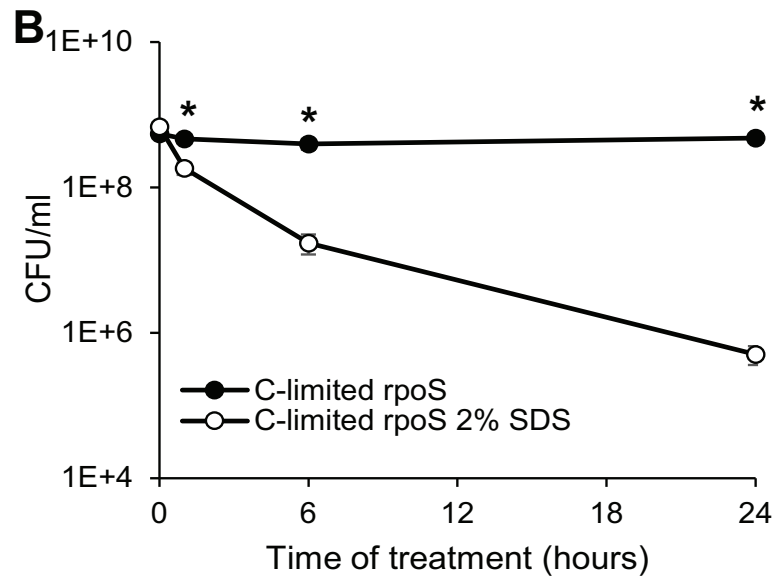 B
1E+10
*
*
*
1E+8
CFU/ml
1E+6
C-limited rpoS
C-limited rpoS 2% SDS
1E+4
0 6 12 18 24
Time of treatment (hours)